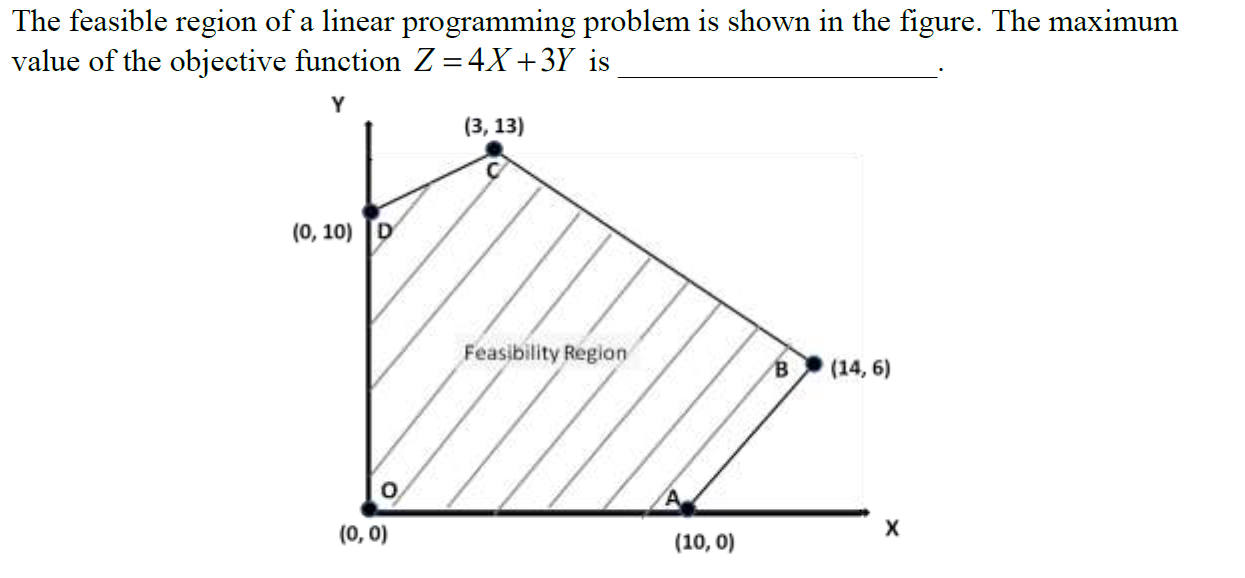 The feasible region of a linear programming problem is shown in the figure. The maximum
value of the objective function Z = 4X + 3Y is ____________________.
Y
(3, 13)
C
(0, 10) D
Feasibility Region
B (14, 6)
O
A
(0, 0)
(10, 0)
X